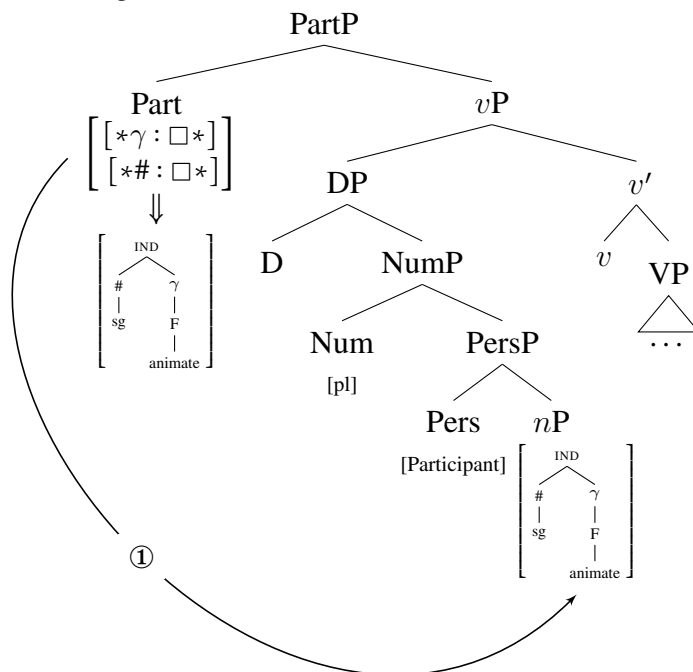 PartP
Part vP
[∗γ : □∗]
[∗# : □∗]
⇓
DP v′
IND
# γ
sg F
animate
D NumP v VP
...
Num PersP
[pl]
Pers nP
[Participant]
IND
# γ
sg F
animate
①